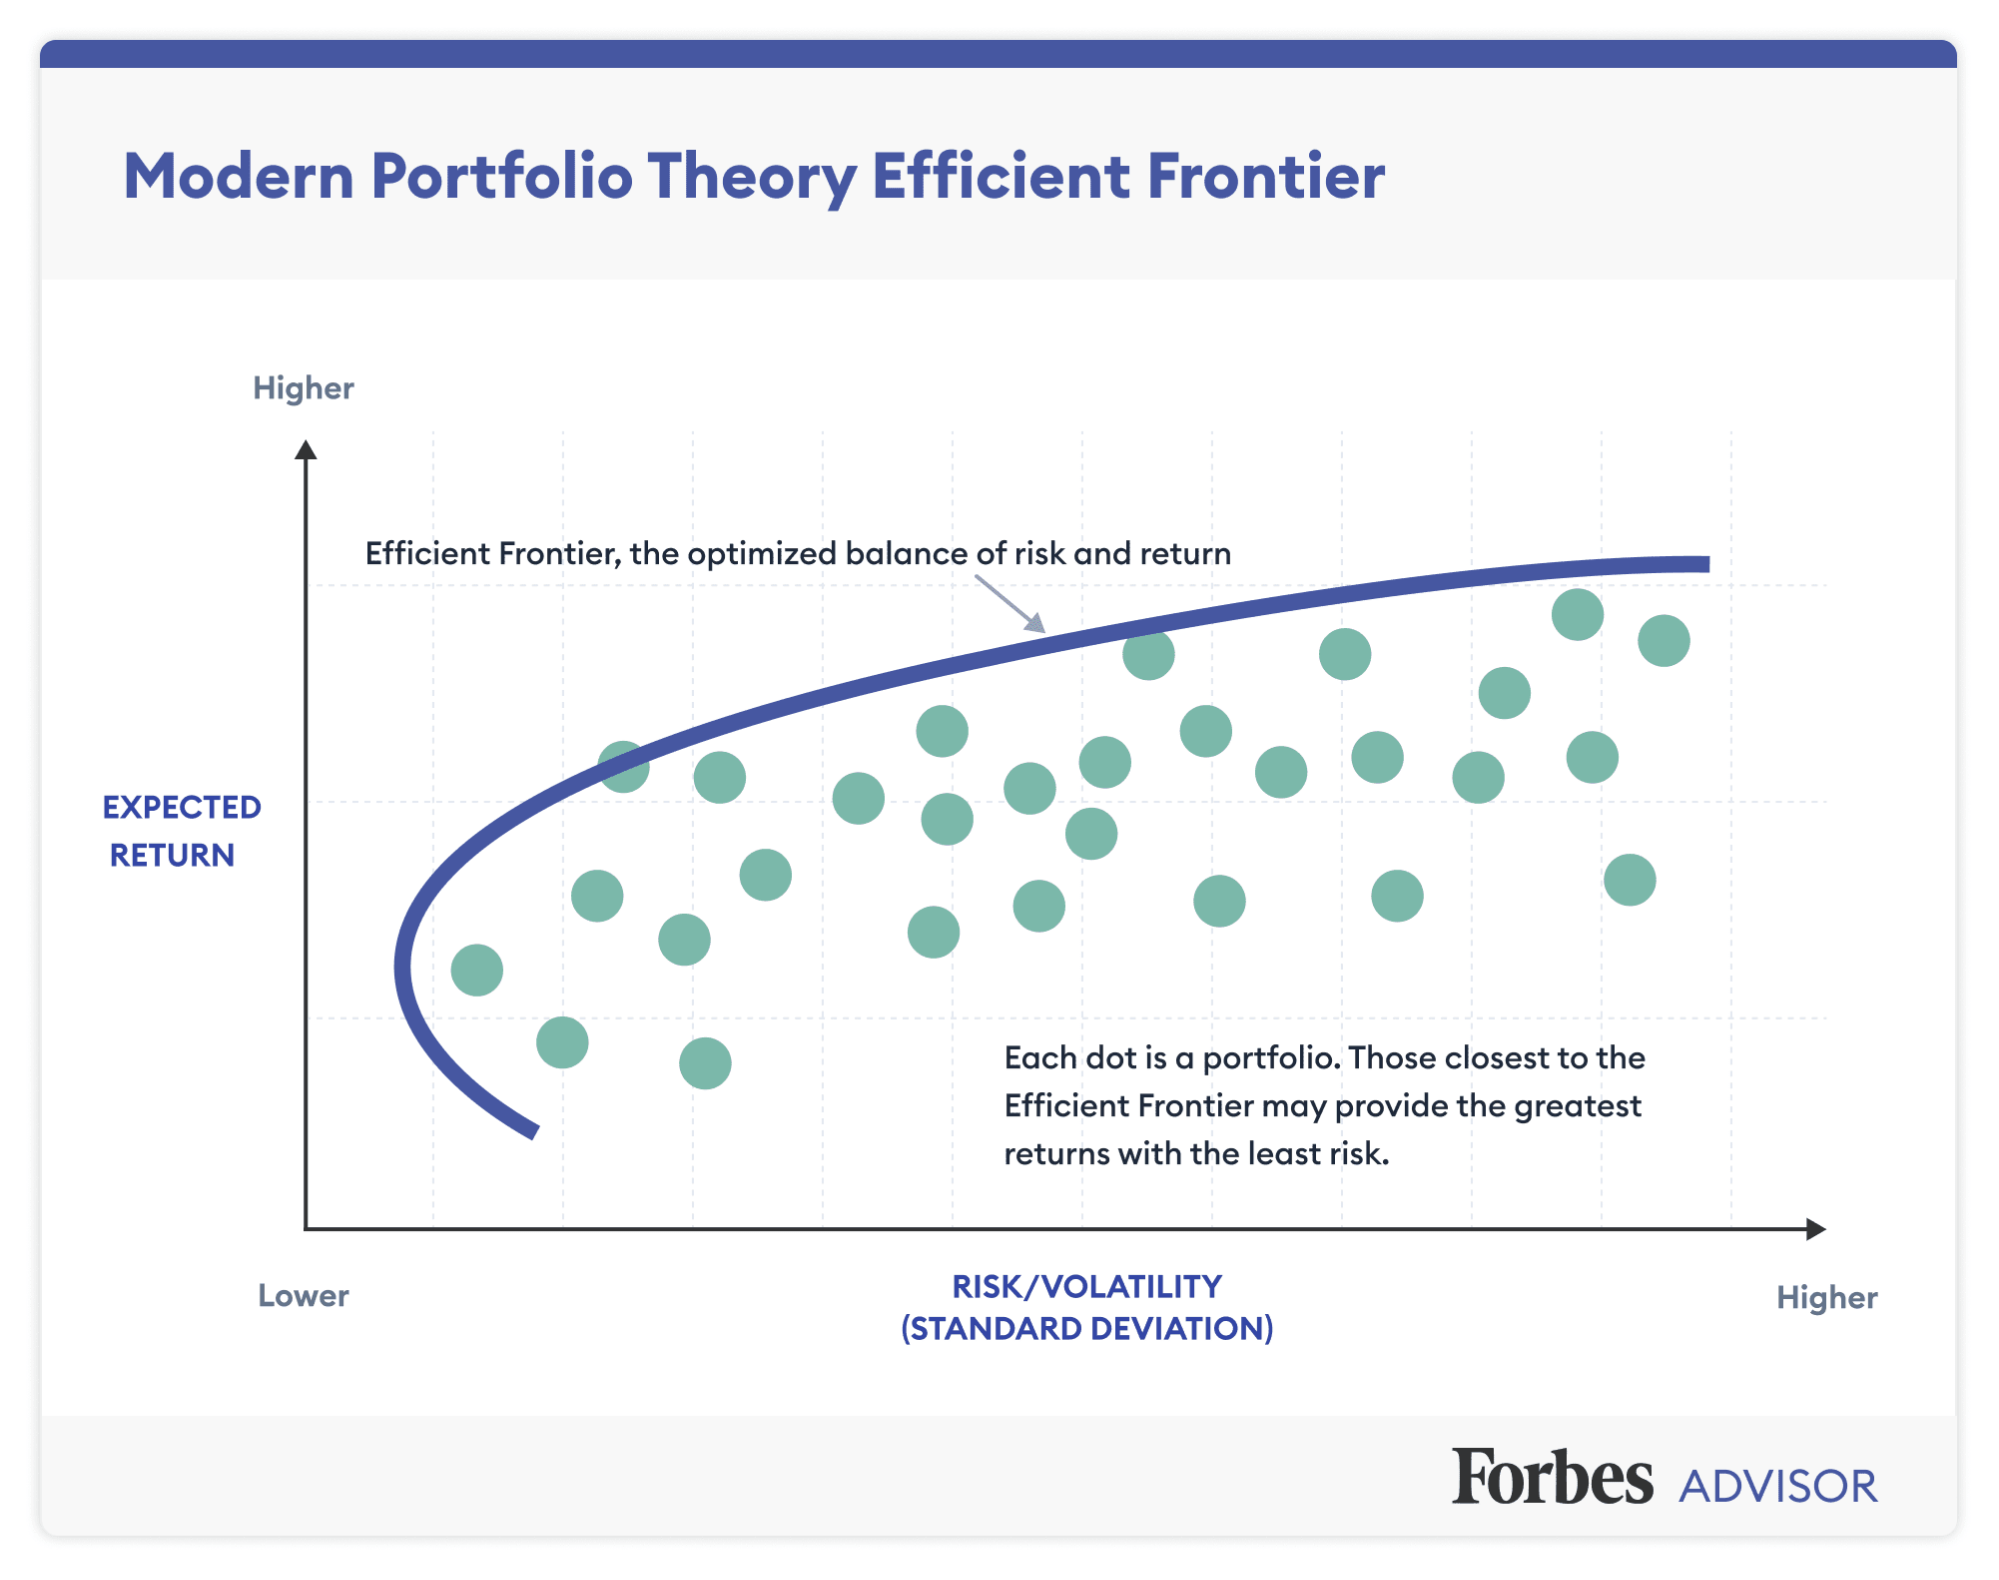 Modern Portfolio Theory Efficient Frontier
Higher
Efficient Frontier, the optimized balance of risk and return
EXPECTED
RETURN
Each dot is a portfolio. Those closest to the
Efficient Frontier may provide the greatest
returns with the least risk.
Lower
RISK/VOLATILITY
(STANDARD DEVIATION)
Higher
Forbes ADVISOR